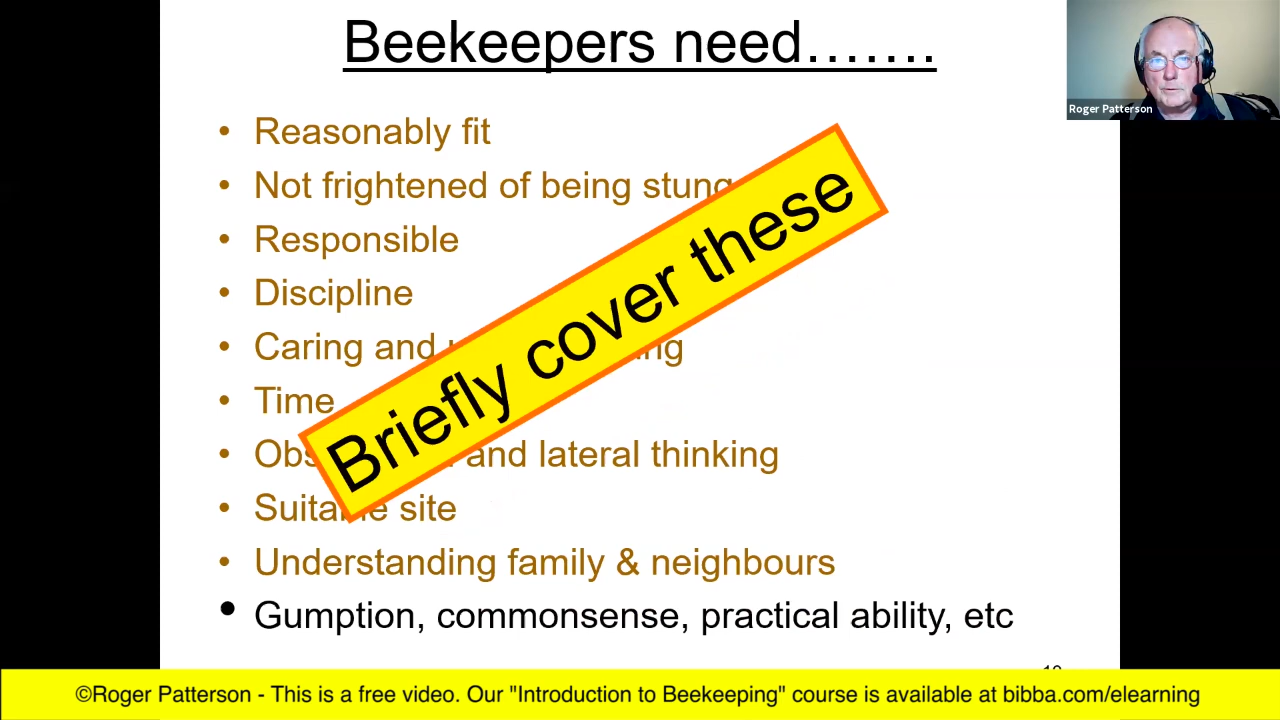 Beekeepers need.......
Roger Patterson
• Reasonably fit
• Not frightened of being stung
• Responsible
• Discipline
• Caring and
• Time
• and lateral thinking
• site
• Understanding family & neighbours
• Gumption, commonsense, practical ability, etc
Briefly cover these
©Roger Patterson - This is a free video. Our "Introduction to Beekeeping" course is available at bibba.com/elearning